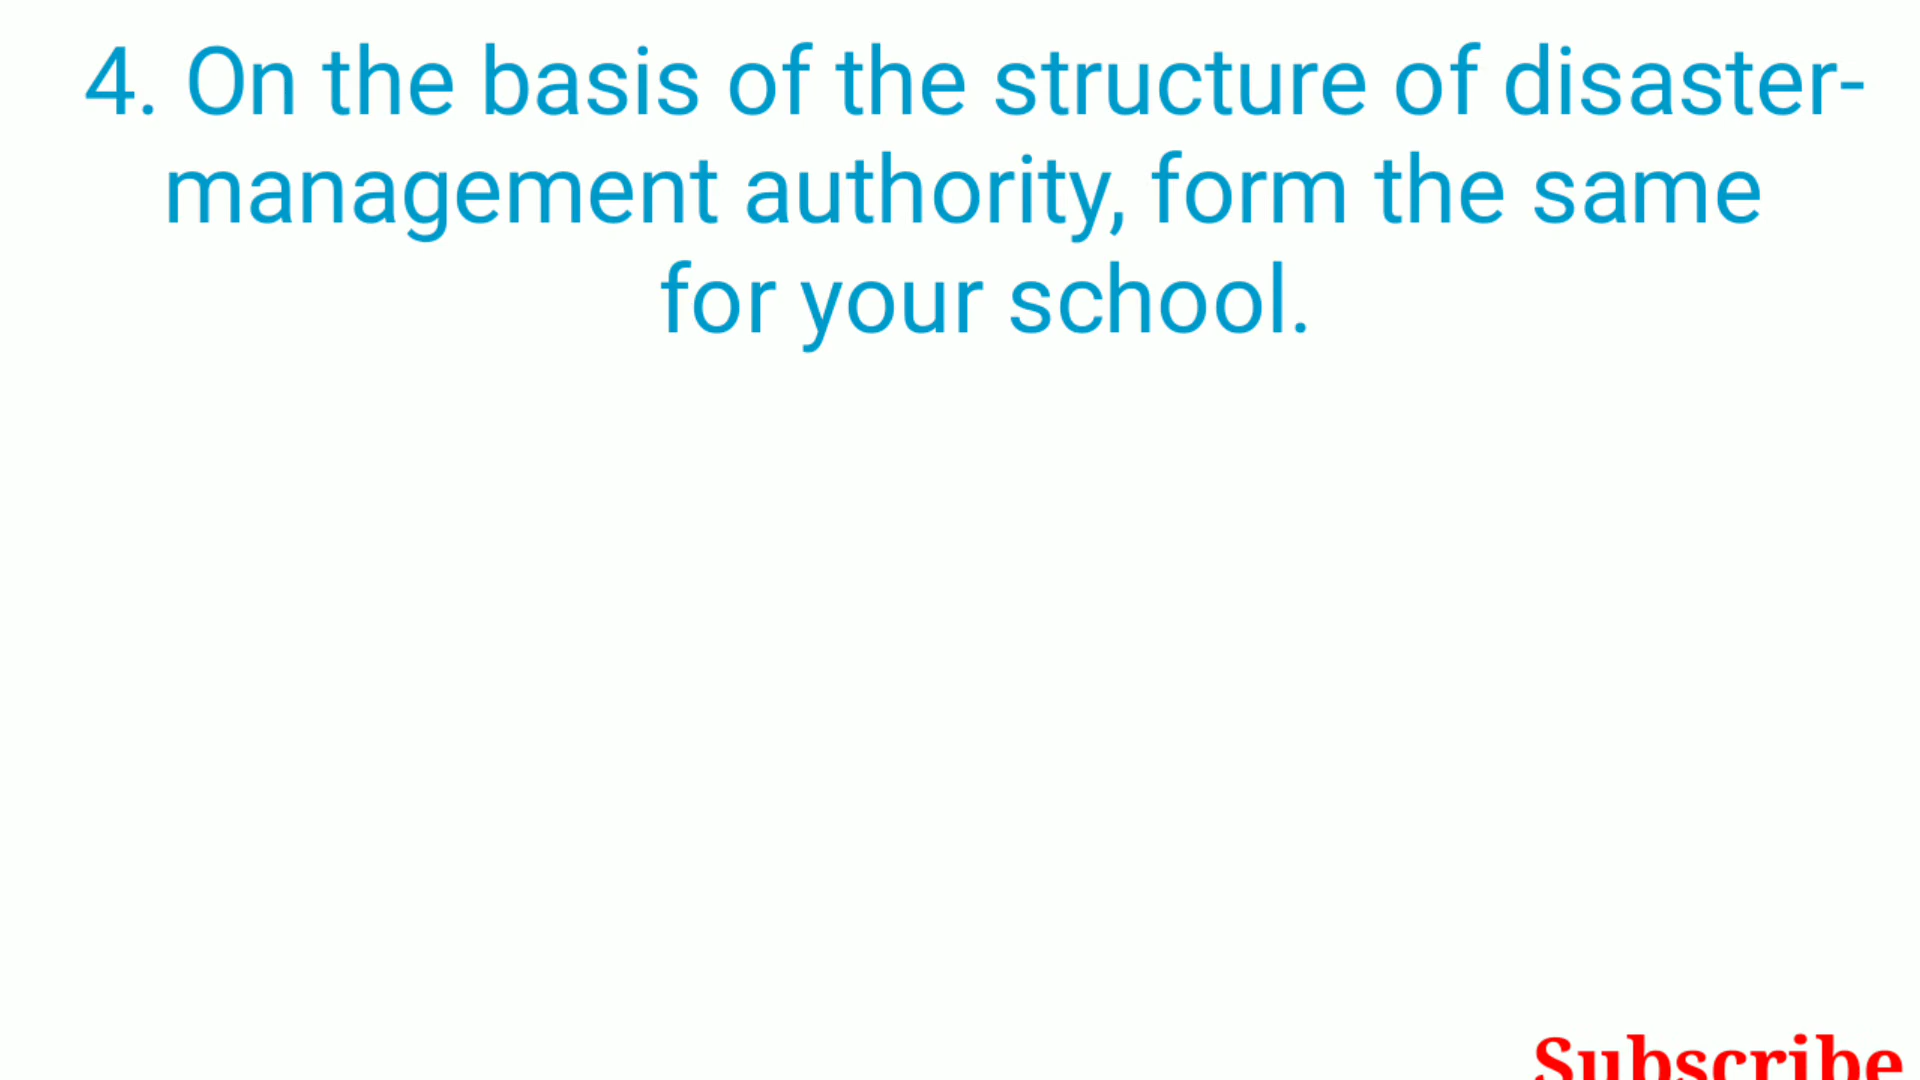 4. On the basis of the structure of disaster-
management authority, form the same
for your school.
Subscribe